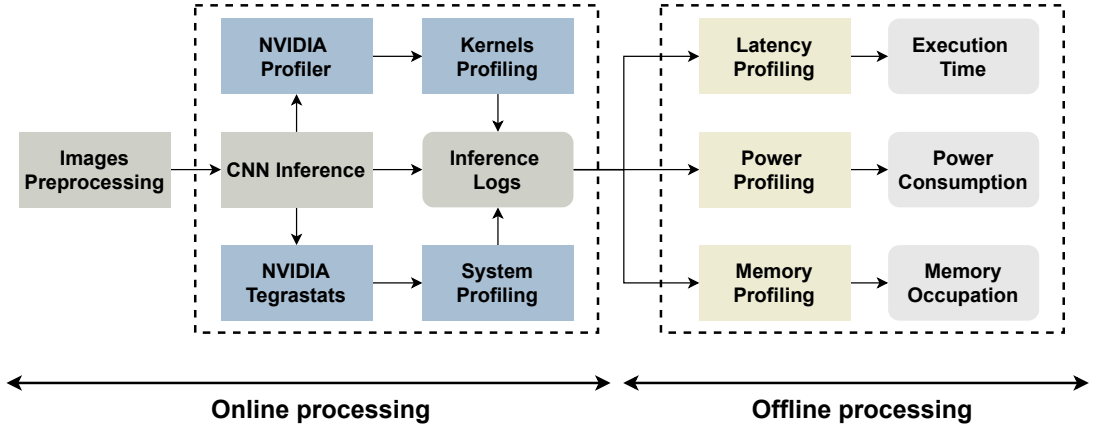 NVIDIA
Profiler
Kernels
Profiling
Latency
Profiling
Execution
Time
Images
Preprocessing
CNN Inference
Inference
Logs
Power
Profiling
Power
Consumption
NVIDIA
Tegrastats
System
Profiling
Memory
Profiling
Memory
Occupation
Online processing
Offline processing